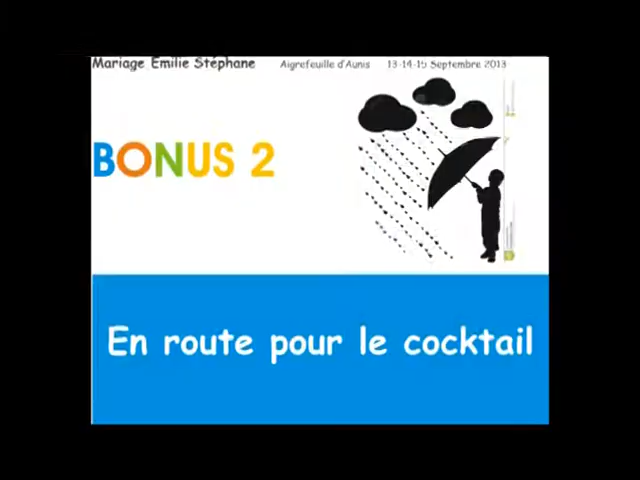 Mariage Emilie Stéphane Aigrefeuille d'Aunis 13-14-15 Septembre 2013
BONUS 2
En route pour le cocktail